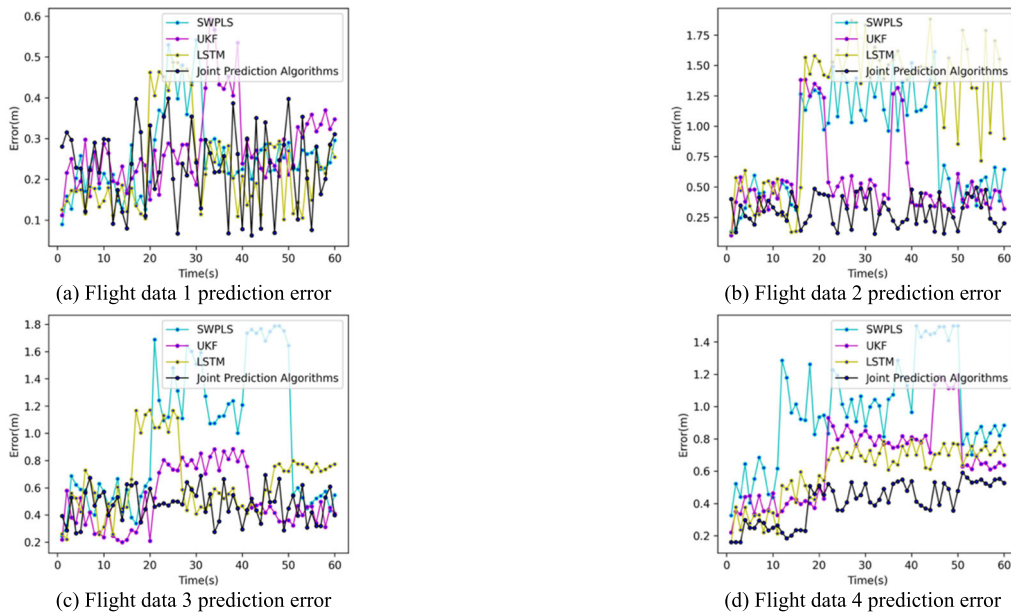 SWPLS
UKF
LSTM
Joint Prediction Algorithms
Error(m)
0.6
0.5
0.4
0.3
0.2
0.1
0 10 20 30 40 50 60
Time(s)
(a) Flight data 1 prediction error
SWPLS
UKF
LSTM
Joint Prediction Algorithms
Error(m)
1.75
1.50
1.25
1.00
0.75
0.50
0.25
0 10 20 30 40 50 60
Time(s)
(b) Flight data 2 prediction error
SWPLS
UKF
LSTM
Joint Prediction Algorithms
Error(m)
1.8
1.6
1.4
1.2
1.0
0.8
0.6
0.4
0.2
0 10 20 30 40 50 60
Time(s)
(c) Flight data 3 prediction error
SWPLS
UKF
LSTM
Joint Prediction Algorithms
Error(m)
1.4
1.2
1.0
0.8
0.6
0.4
0.2
0 10 20 30 40 50 60
Time(s)
(d) Flight data 4 prediction error